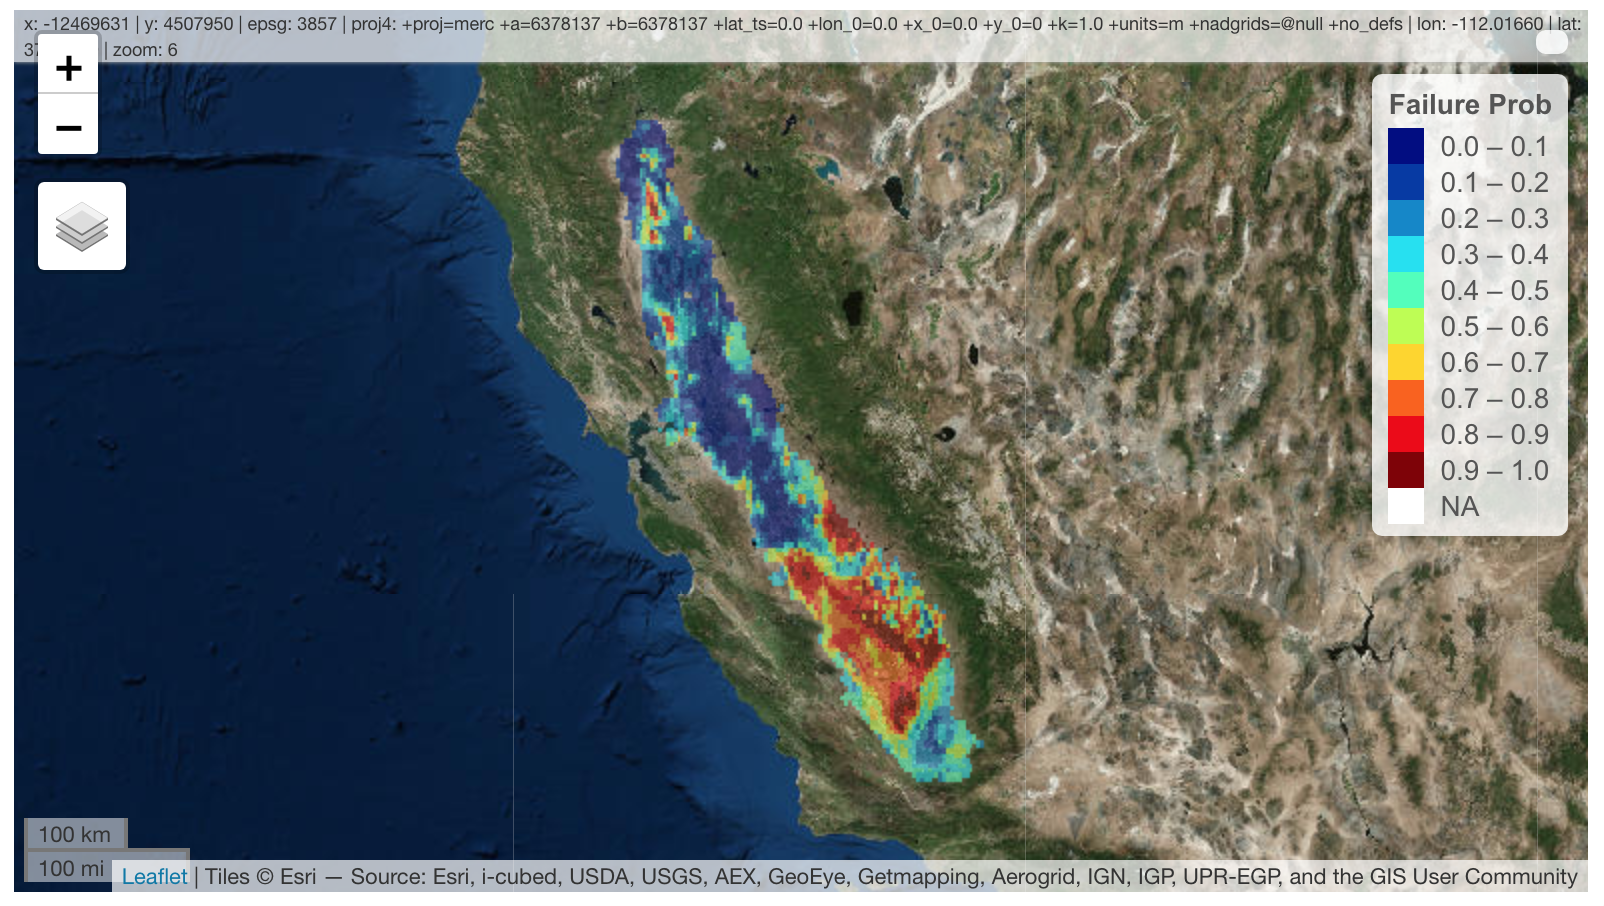 x: -12469631 | y: 4507950 | epsg: 3857 | proj4: +proj=merc +a=6378137 +b=6378137 +lat_ts=0.0 +lon_0=0.0 +x_0=0.0 +y_0=0 +k=1.0 +units=m +nadgrids=@null +no_defs | lon: -112.01660 | lat:
| zoom: 6
+
−
Failure Prob
0.0 – 0.1
0.1 – 0.2
0.2 – 0.3
0.3 – 0.4
0.4 – 0.5
0.5 – 0.6
0.6 – 0.7
0.7 – 0.8
0.8 – 0.9
0.9 – 1.0
NA
100 km
100 mi
Leaflet | Tiles © Esri — Source: Esri, i-cubed, USDA, USGS, AEX, GeoEye, Getmapping, Aerogrid, IGN, IGP, UPR-EGP, and the GIS User Community